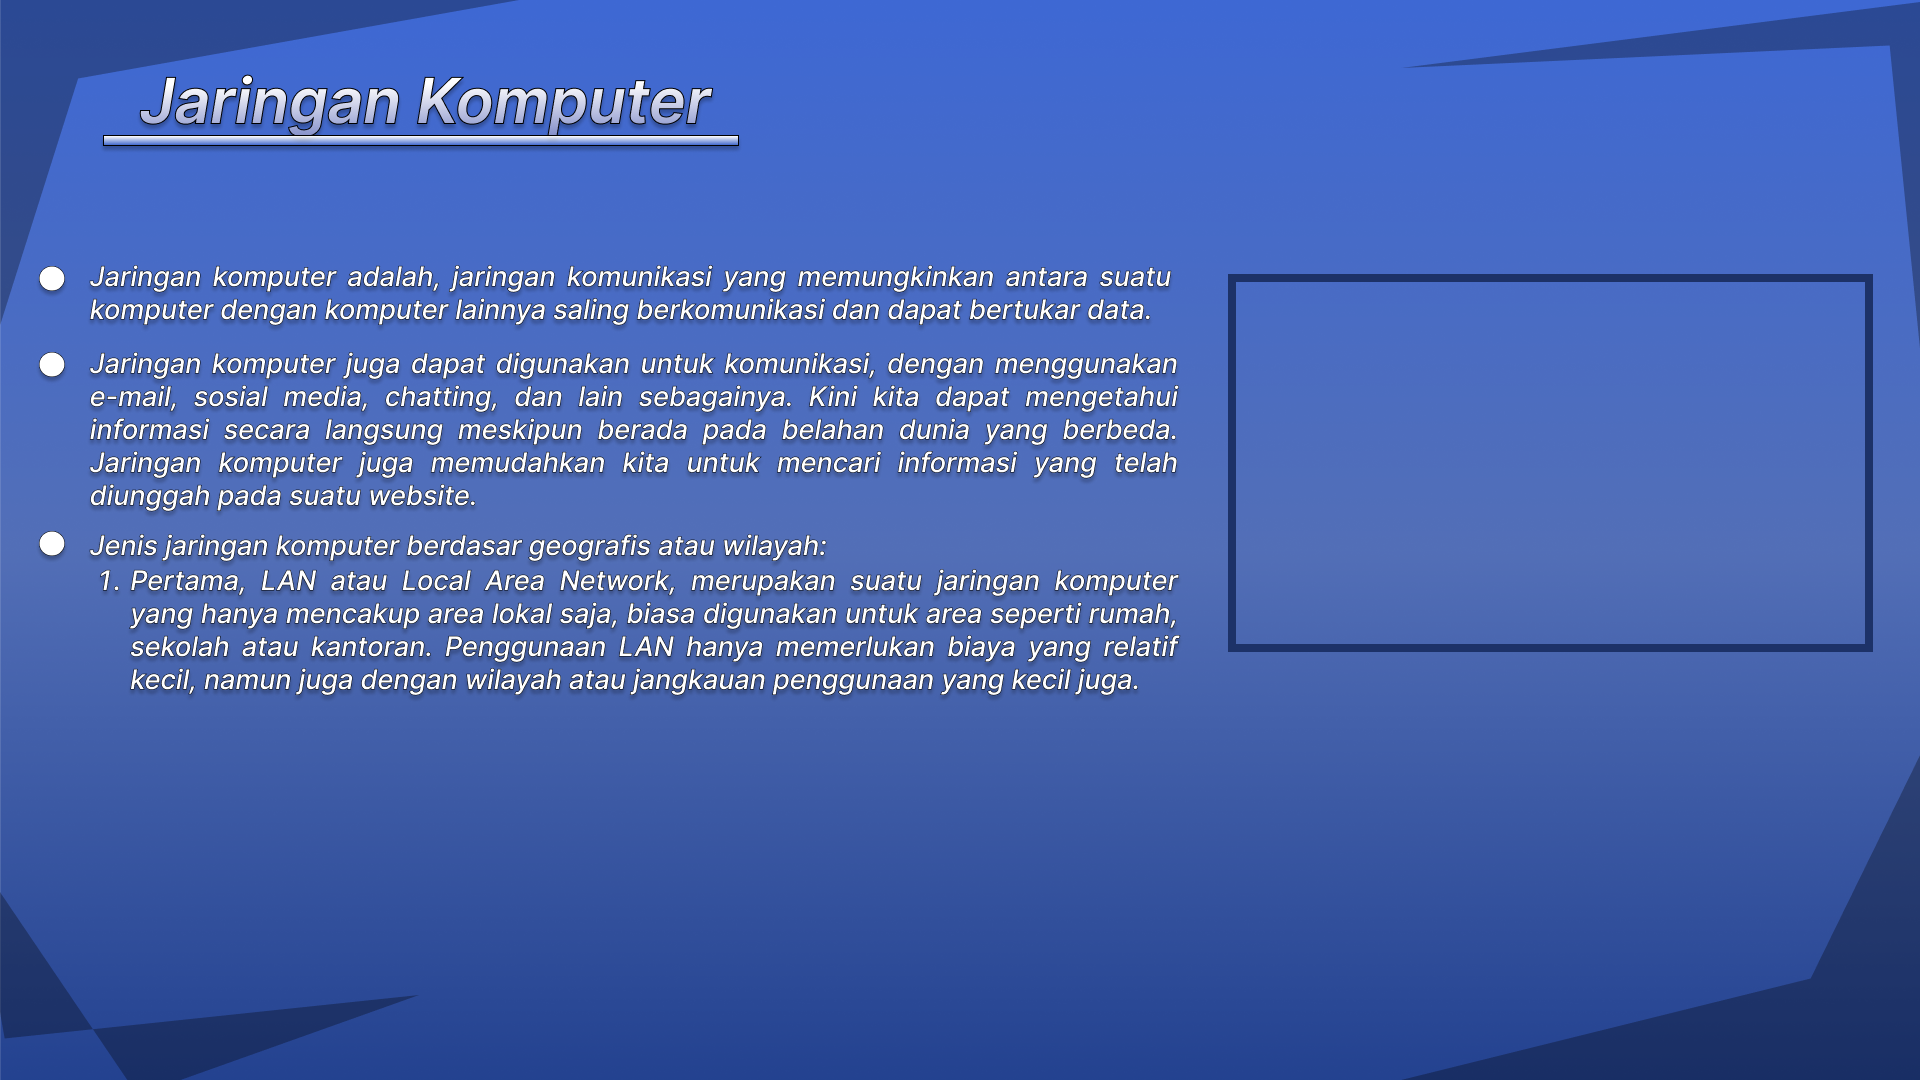 Jaringan Komputer
Jaringan komputer adalah, jaringan komunikasi yang memungkinkan antara suatu
komputer dengan komputer lainnya saling berkomunikasi dan dapat bertukar data.
Jaringan komputer juga dapat digunakan untuk komunikasi, dengan menggunakan
e-mail, sosial media, chatting, dan lain sebagainya. Kini kita dapat mengetahui
informasi secara langsung meskipun berada pada belahan dunia yang berbeda.
Jaringan komputer juga memudahkan kita untuk mencari informasi yang telah
diunggah pada suatu website.
Jenis jaringan komputer berdasar geografis atau wilayah:
1. Pertama, LAN atau Local Area Network, merupakan suatu jaringan komputer
yang hanya mencakup area lokal saja, biasa digunakan untuk area seperti rumah,
sekolah atau kantoran. Penggunaan LAN hanya memerlukan biaya yang relatif
kecil, namun juga dengan wilayah atau jangkauan penggunaan yang kecil juga.